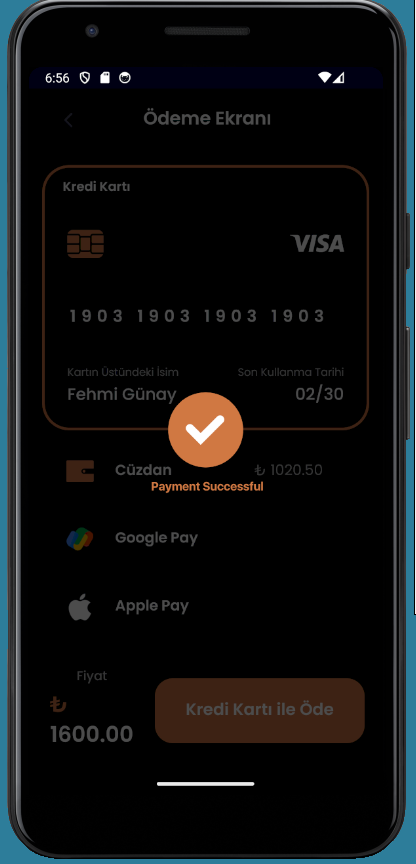 6:56
Ödeme Ekranı
Kredi Kartı
VISA
1903 1903 1903 1903
Kartın Üstündeki İsim Son Kullanma Tarihi
Fehmi Günay 02/30
Cüzdan ₺ 1020.50
Payment Successful
Google Pay
Apple Pay
Fiyat
₺
1600.00
Kredi Kartı ile Öde